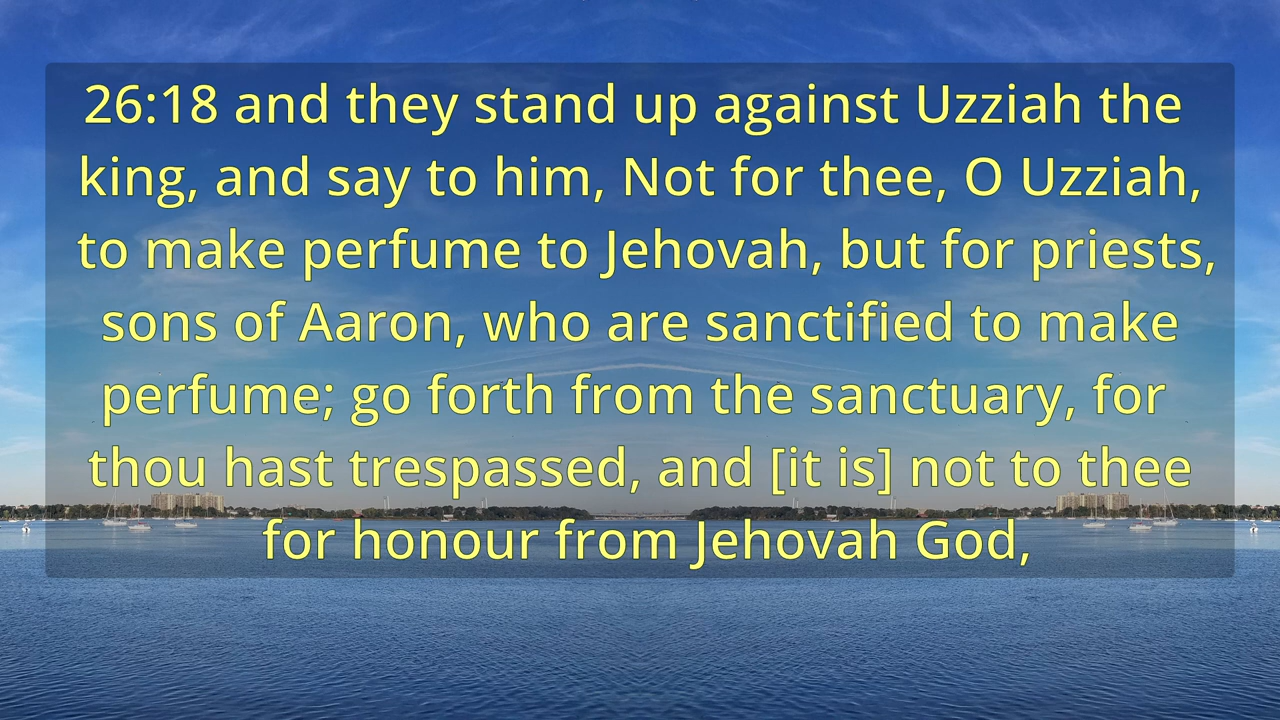 26:18 and they stand up against Uzziah the
king, and say to him, Not for thee, O Uzziah,
to make perfume to Jehovah, but for priests,
sons of Aaron, who are sanctified to make
perfume; go forth from the sanctuary, for
thou hast trespassed, and [it is] not to thee
for honour from Jehovah God,